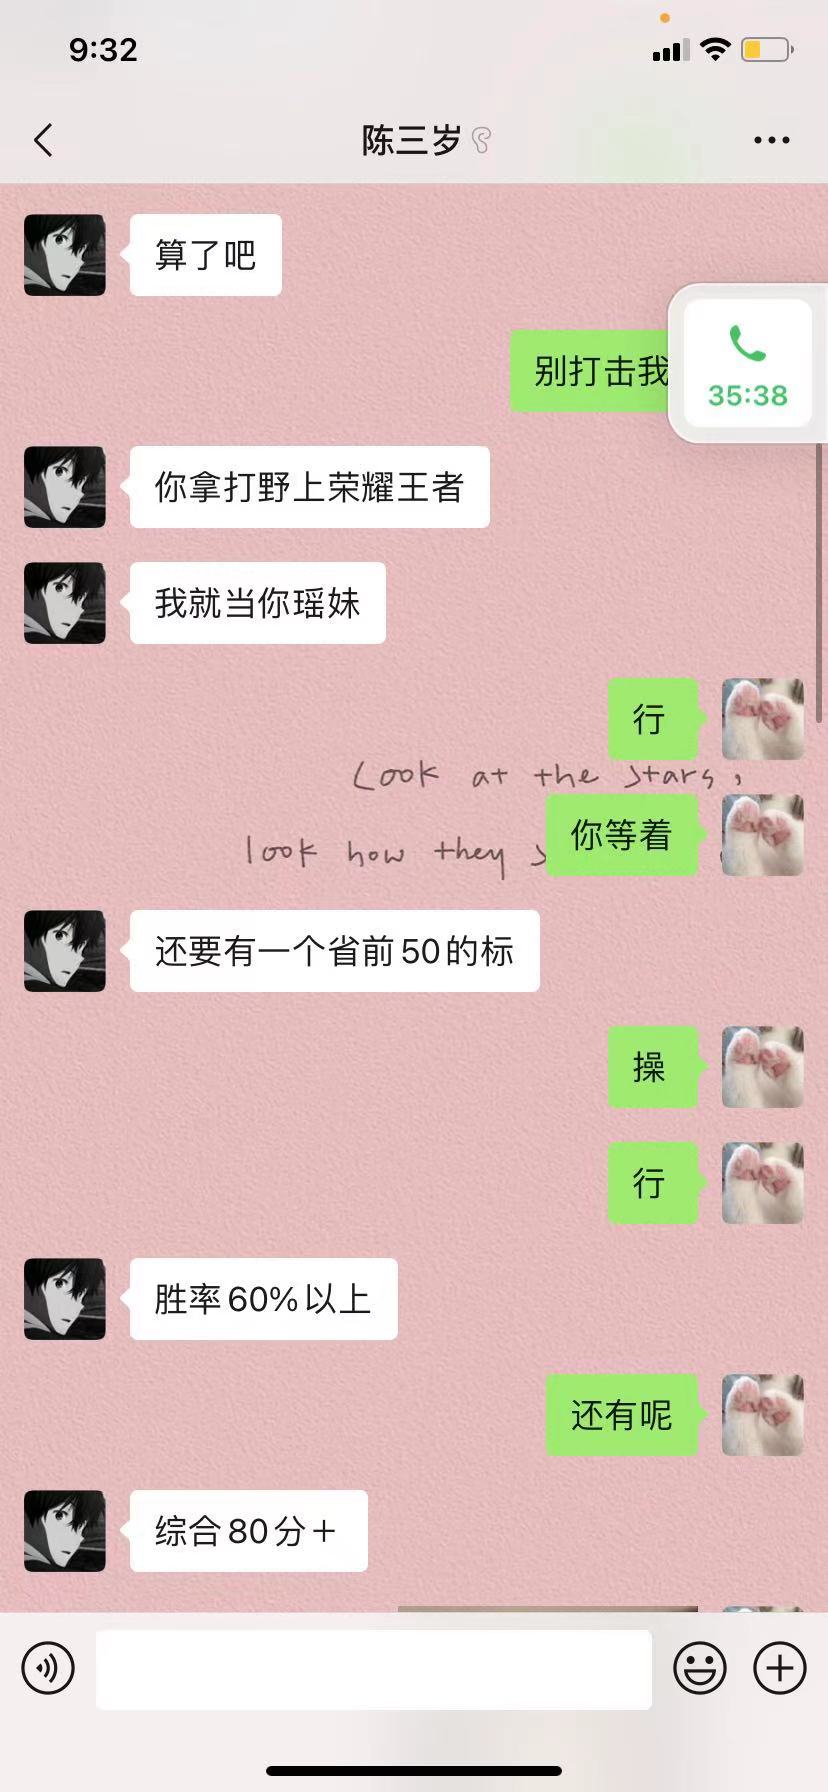 9:32
陈三岁
算了吧
别打击我
35:38
你拿打野上荣耀王者
我就当你瑶妹
行
Look at the stars,
你等着
look how they
还要有一个省前50的标
操
行
胜率60%以上
还有呢
综合80分+